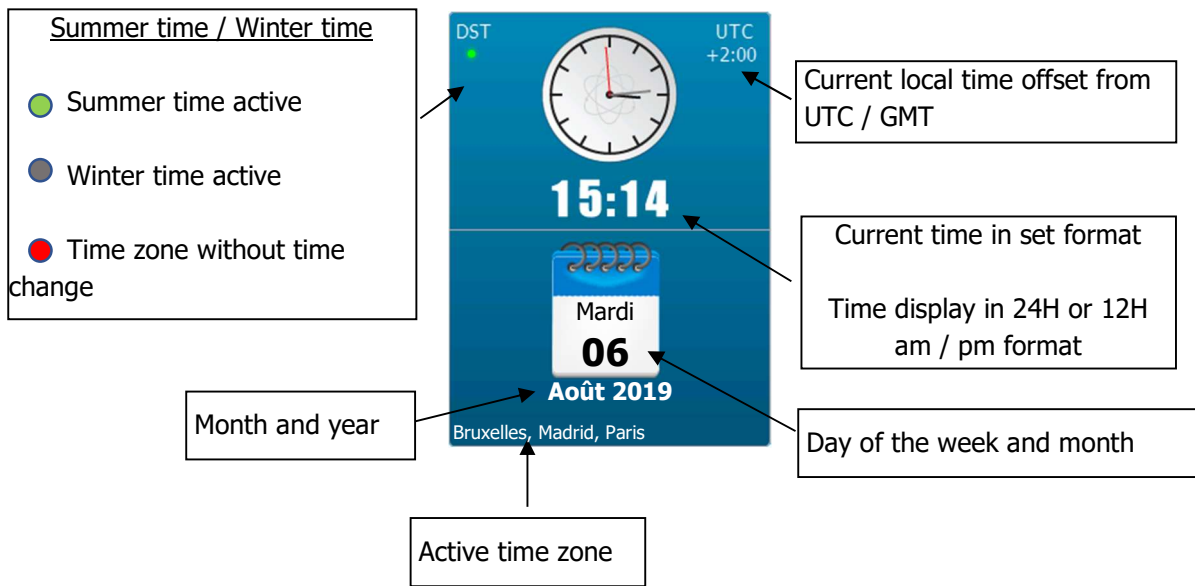 Summer time / Winter time
Summer time active
Winter time active
Time zone without time
change
DST
UTC
+2:00
15:14
Mardi
06
Août 2019
Bruxelles, Madrid, Paris
Current local time offset from
UTC / GMT
Current time in set format
Time display in 24H or 12H
am / pm format
Month and year
Day of the week and month
Active time zone